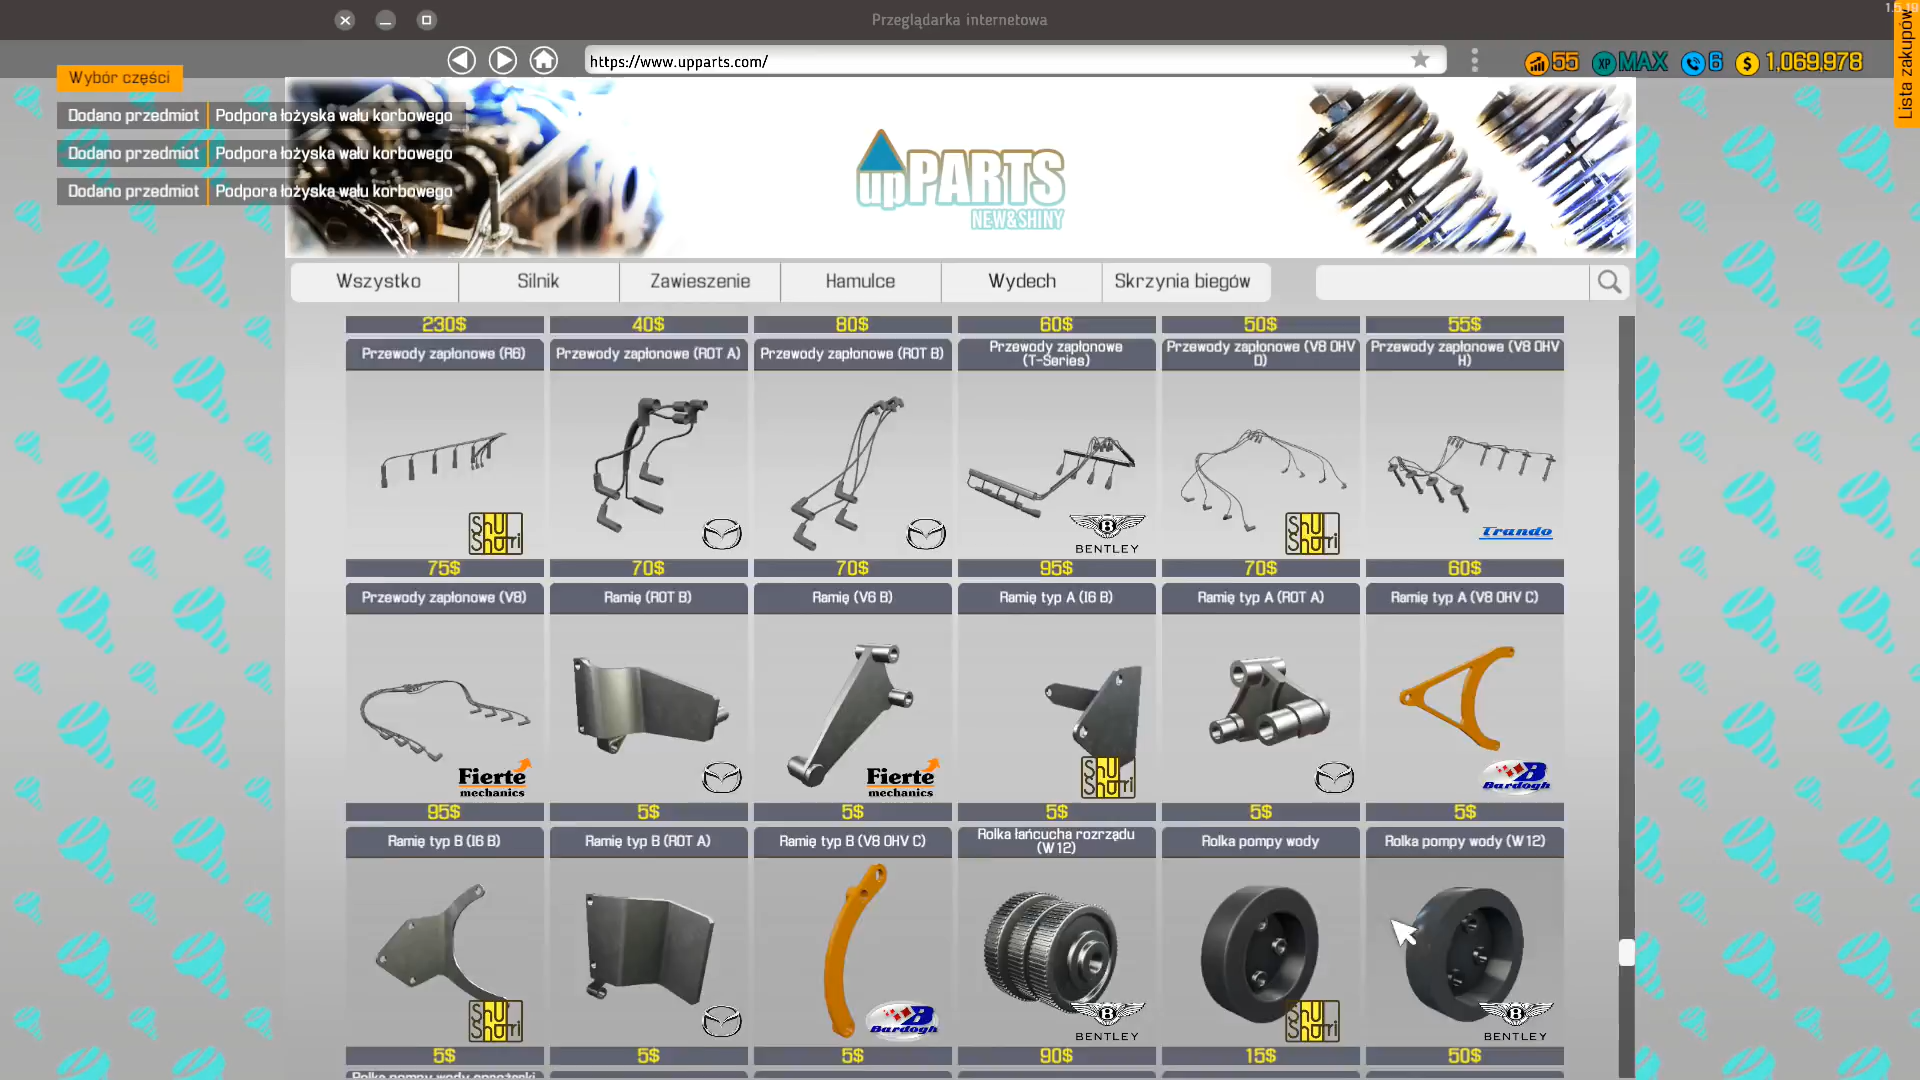 Przeglądarka internetowa
1.5.19
https://www.upparts.com/
55
XP MAX
6
$ 1,069,978
Lista zakupów
Wybór części
Dodano przedmiot Podpora łożyska wału korbowego
Dodano przedmiot Podpora łożyska wału korbowego
Dodano przedmiot Podpora łożyska wału korbowego
upPARTS
NEW&SHINY
Wszystko Silnik Zawieszenie Hamulce Wydech Skrzynia biegów
230$ 40$ 80$ 60$ 50$ 55$
Przewody zapłonowe (R6)
Przewody zapłonowe (ROT A)
Przewody zapłonowe (ROT B)
Przewody zapłonowe
(T-Series)
Przewody zapłonowe (V8 OHV
D)
Przewody zapłonowe (V8 OHV
H)
BENTLEY
Trando
75$ 70$ 70$ 95$ 70$ 60$
Przewody zapłonowe (V8)
Ramię (ROT B)
Ramię (V6 B)
Ramię typ A (I6 B)
Ramię typ A (ROT A)
Ramię typ A (V8 OHV C)
Fierte
mechanics
Fierte
mechanics
Bardogh
95$ 5$ 5$ 5$ 5$ 5$
Ramię typ B (I6 B)
Ramię typ B (ROT A)
Ramię typ B (V8 OHV C)
Rolka łańcucha rozrządu
(W12)
Rolka pompy wody
Rolka pompy wody (W12)
Bardogh
BENTLEY
BENTLEY
5$ 5$ 5$ 90$ 15$ 50$